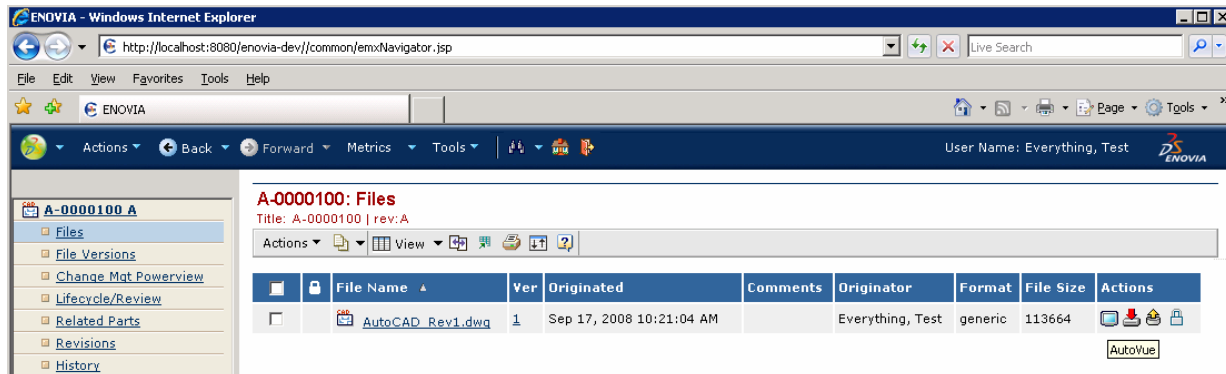 ENOVIA - Windows Internet Explorer
http://localhost:8080/enovia-dev//common/emxNavigator.jsp
Live Search
File Edit View Favorites Tools Help
ENOVIA
Page Tools »
Actions Back Forward Metrics Tools
User Name: Everything, Test
ENOVIA
A-0000100 A
Files
File Versions
Change Mgt Powerview
Lifecycle/Review
Related Parts
Revisions
History
A-0000100: Files
Title: A-0000100 | rev:A
Actions View
File Name Ver Originated Comments Originator Format File Size Actions
AutoCAD_Rev1.dwg 1 Sep 17, 2008 10:21:04 AM Everything, Test generic 113664
AutoVue